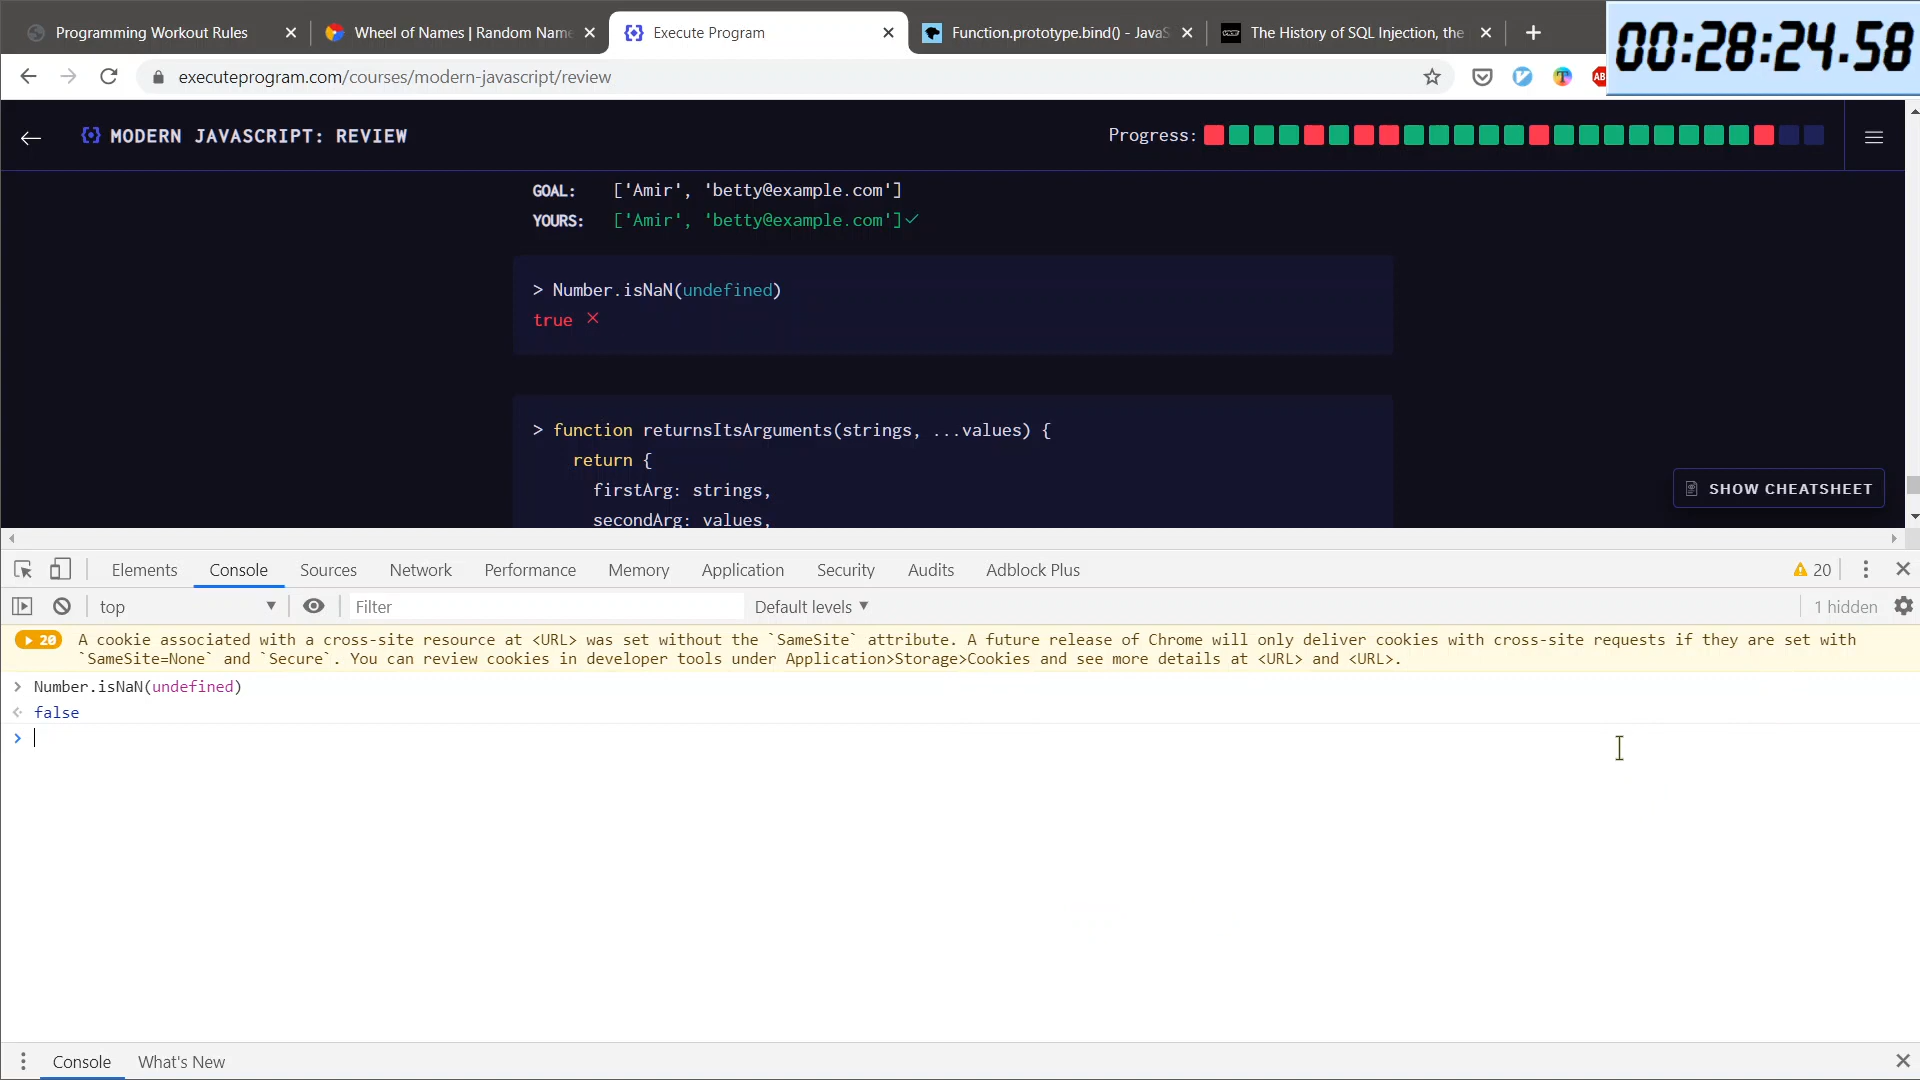 Programming Workout Rules
Wheel of Names | Random Name
Execute Program
Function.prototype.bind() - JavaS
The History of SQL Injection, the
00:28:24.58
executeprogram.com/courses/modern-javascript/review
MODERN JAVASCRIPT: REVIEW
Progress:
GOAL: ['Amir', 'betty@example.com']
YOURS: ['Amir', 'betty@example.com']
> Number.isNaN(undefined)
true
> function returnsItsArguments(strings, ...values) {
return {
firstArg: strings,
secondArg: values,
SHOW CHEATSHEET
Elements Console Sources Network Performance Memory Application Security Audits Adblock Plus 20
top Filter Default levels 1 hidden
20 A cookie associated with a cross-site resource at <URL> was set without the `SameSite` attribute. A future release of Chrome will only deliver cookies with cross-site requests if they are set with
`SameSite=None` and `Secure`. You can review cookies in developer tools under Application>Storage>Cookies and see more details at <URL> and <URL>.
Number.isNaN(undefined)
false
Console What's New